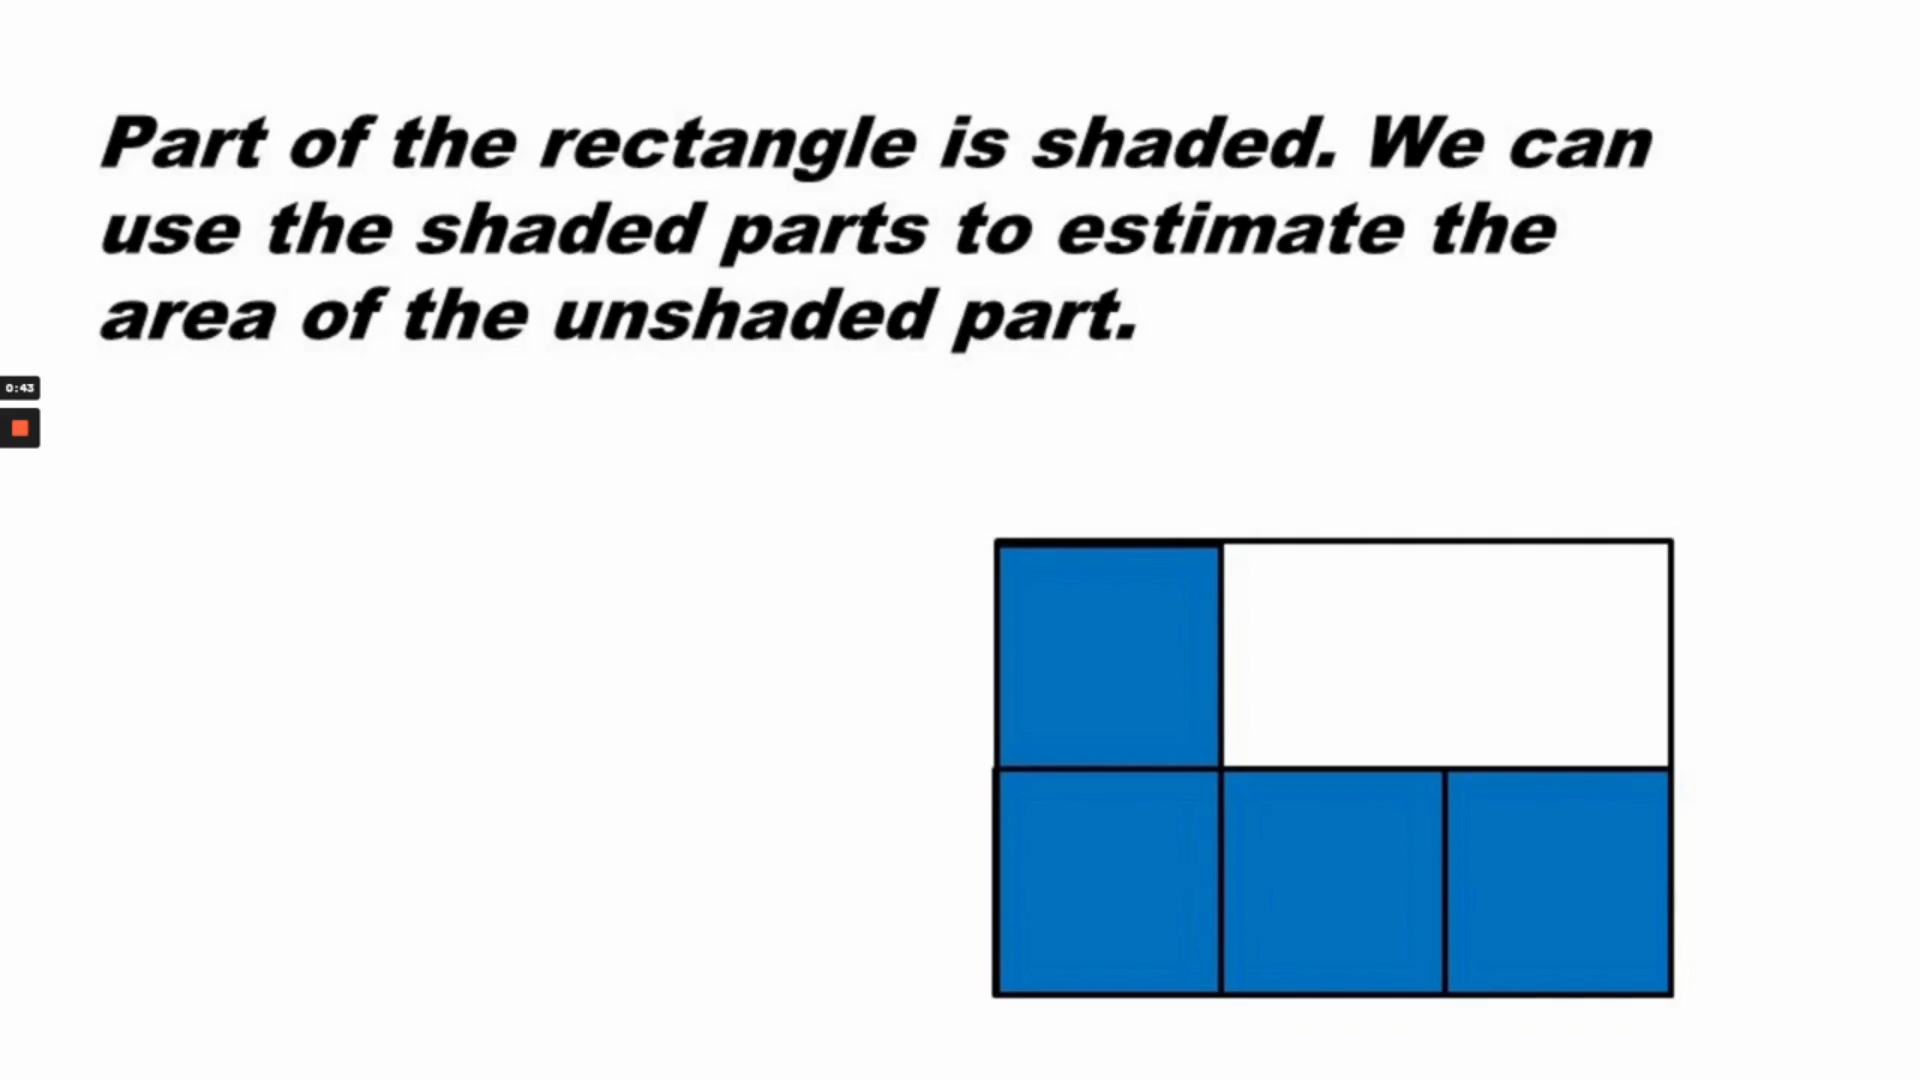 Part of the rectangle is shaded. We can
use the shaded parts to estimate the
area of the unshaded part.
0:43